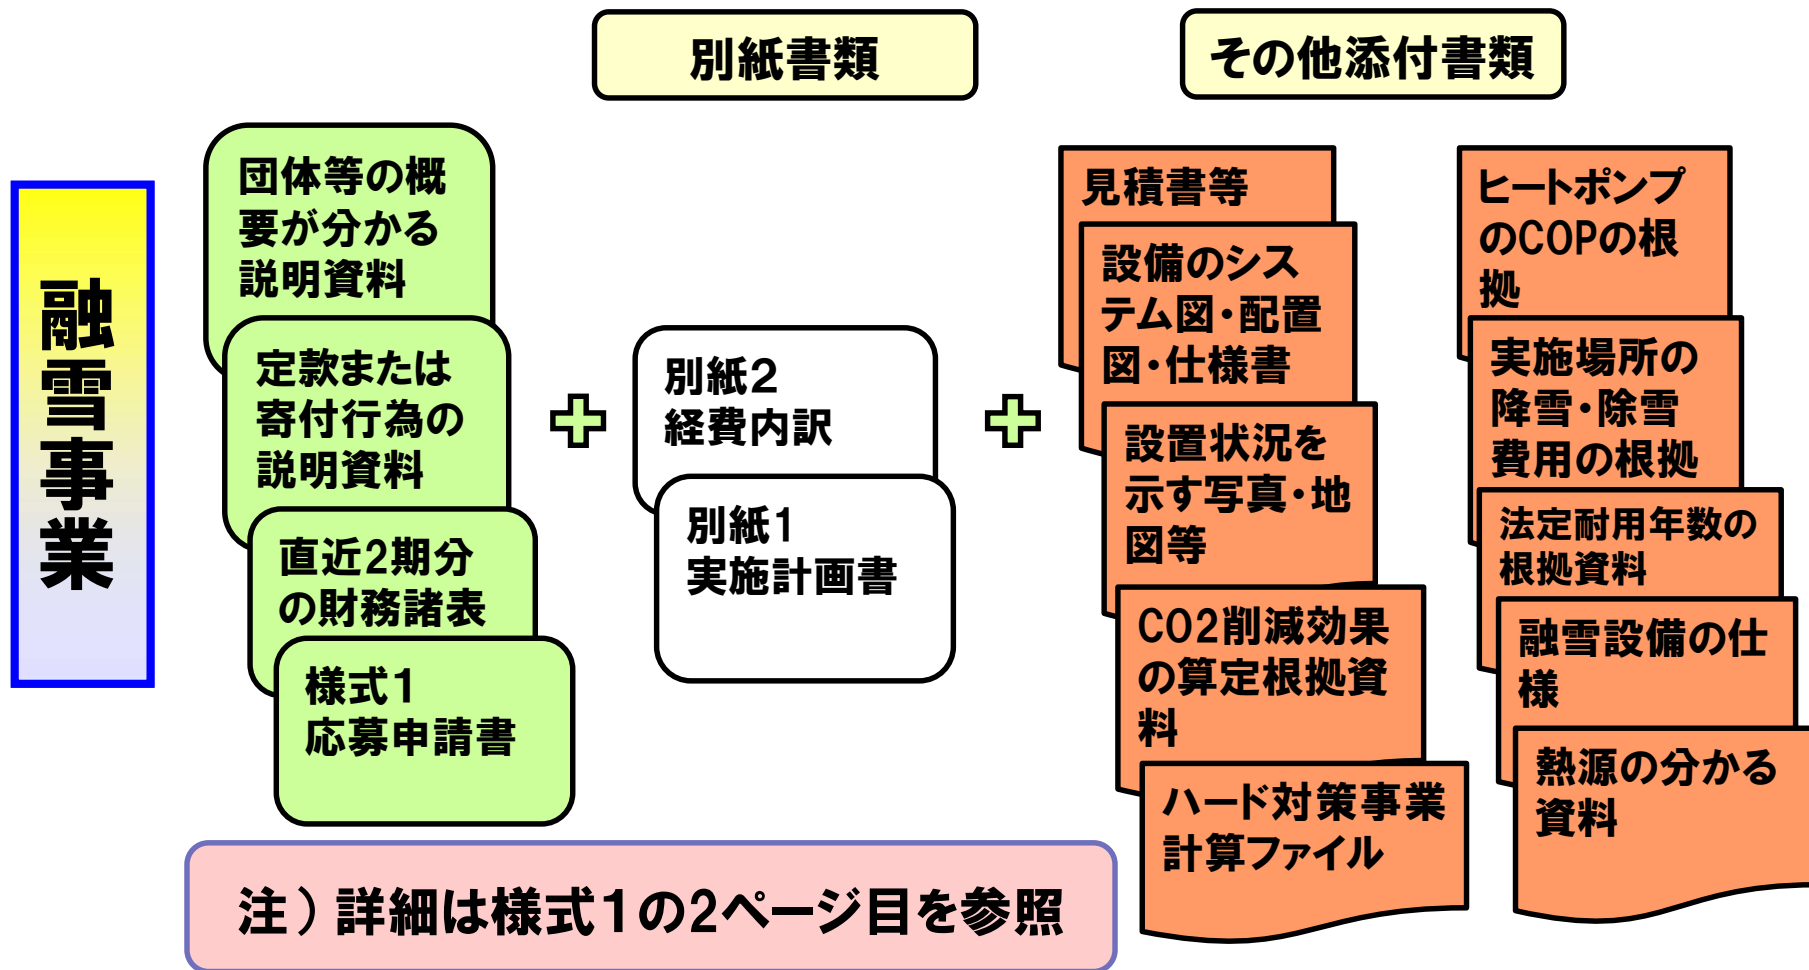 別紙書類
その他添付書類
融雪事業
団体等の概
要が分かる
説明資料
定款または
寄付行為の
説明資料
直近2期分
の財務諸表
様式1
応募申請書
別紙2
経費内訳
別紙1
実施計画書
見積書等
設備のシス
テム図・配置
図・仕様書
設置状況を
示す写真・地
図等
CO2削減効果
の算定根拠資
料
ハード対策事業
計算ファイル
ヒートポンプ
のCOPの根
拠
実施場所の
降雪・除雪
費用の根拠
法定耐用年数の
根拠資料
融雪設備の仕
様
熱源の分かる
資料
注）詳細は様式1の2ページ目を参照